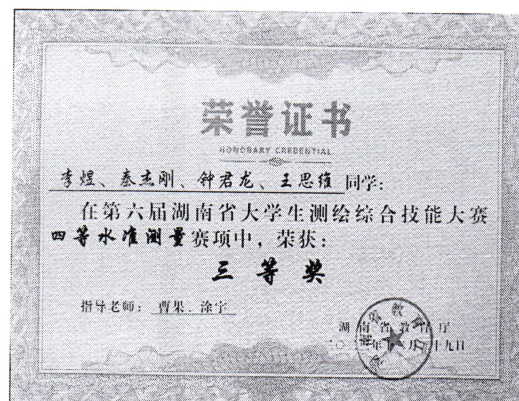 荣誉证书
HONORARY CREDENTIAL
李煜、秦杰刚、钟君龙、王思维 同学:
在第六届湖南省大学生测绘综合技能大赛
四等水准测量赛项中，荣获:
三等奖
指导老师: 曹果、涂宇
湖南省教育厅
十九日